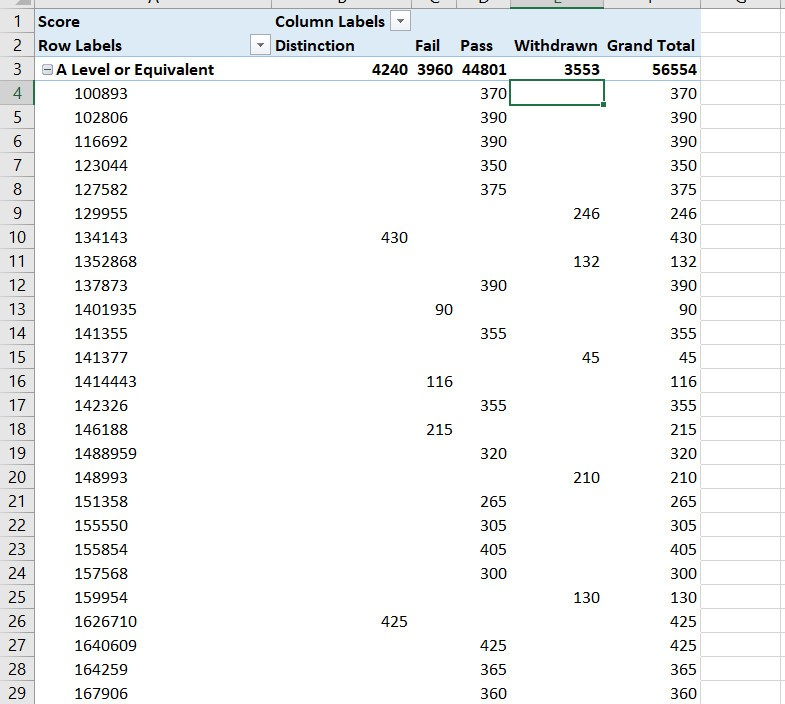 1 Score Column Labels
2 Row Labels Distinction Fail Pass Withdrawn Grand Total
3 A Level or Equivalent 4240 3960 44801 3553 56554
4 100893 370 370
5 102806 390 390
6 116692 390 390
7 123044 350 350
8 127582 375 375
9 129955 246 246
10 134143 430 430
11 1352868 132 132
12 137873 390 390
13 1401935 90 90
14 141355 355 355
15 141377 45 45
16 1414443 116 116
17 142326 355 355
18 146188 215 215
19 1488959 320 320
20 148993 210 210
21 151358 265 265
22 155550 305 305
23 155854 405 405
24 157568 300 300
25 159954 130 130
26 1626710 425 425
27 1640609 425 425
28 164259 365 365
29 167906 360 360